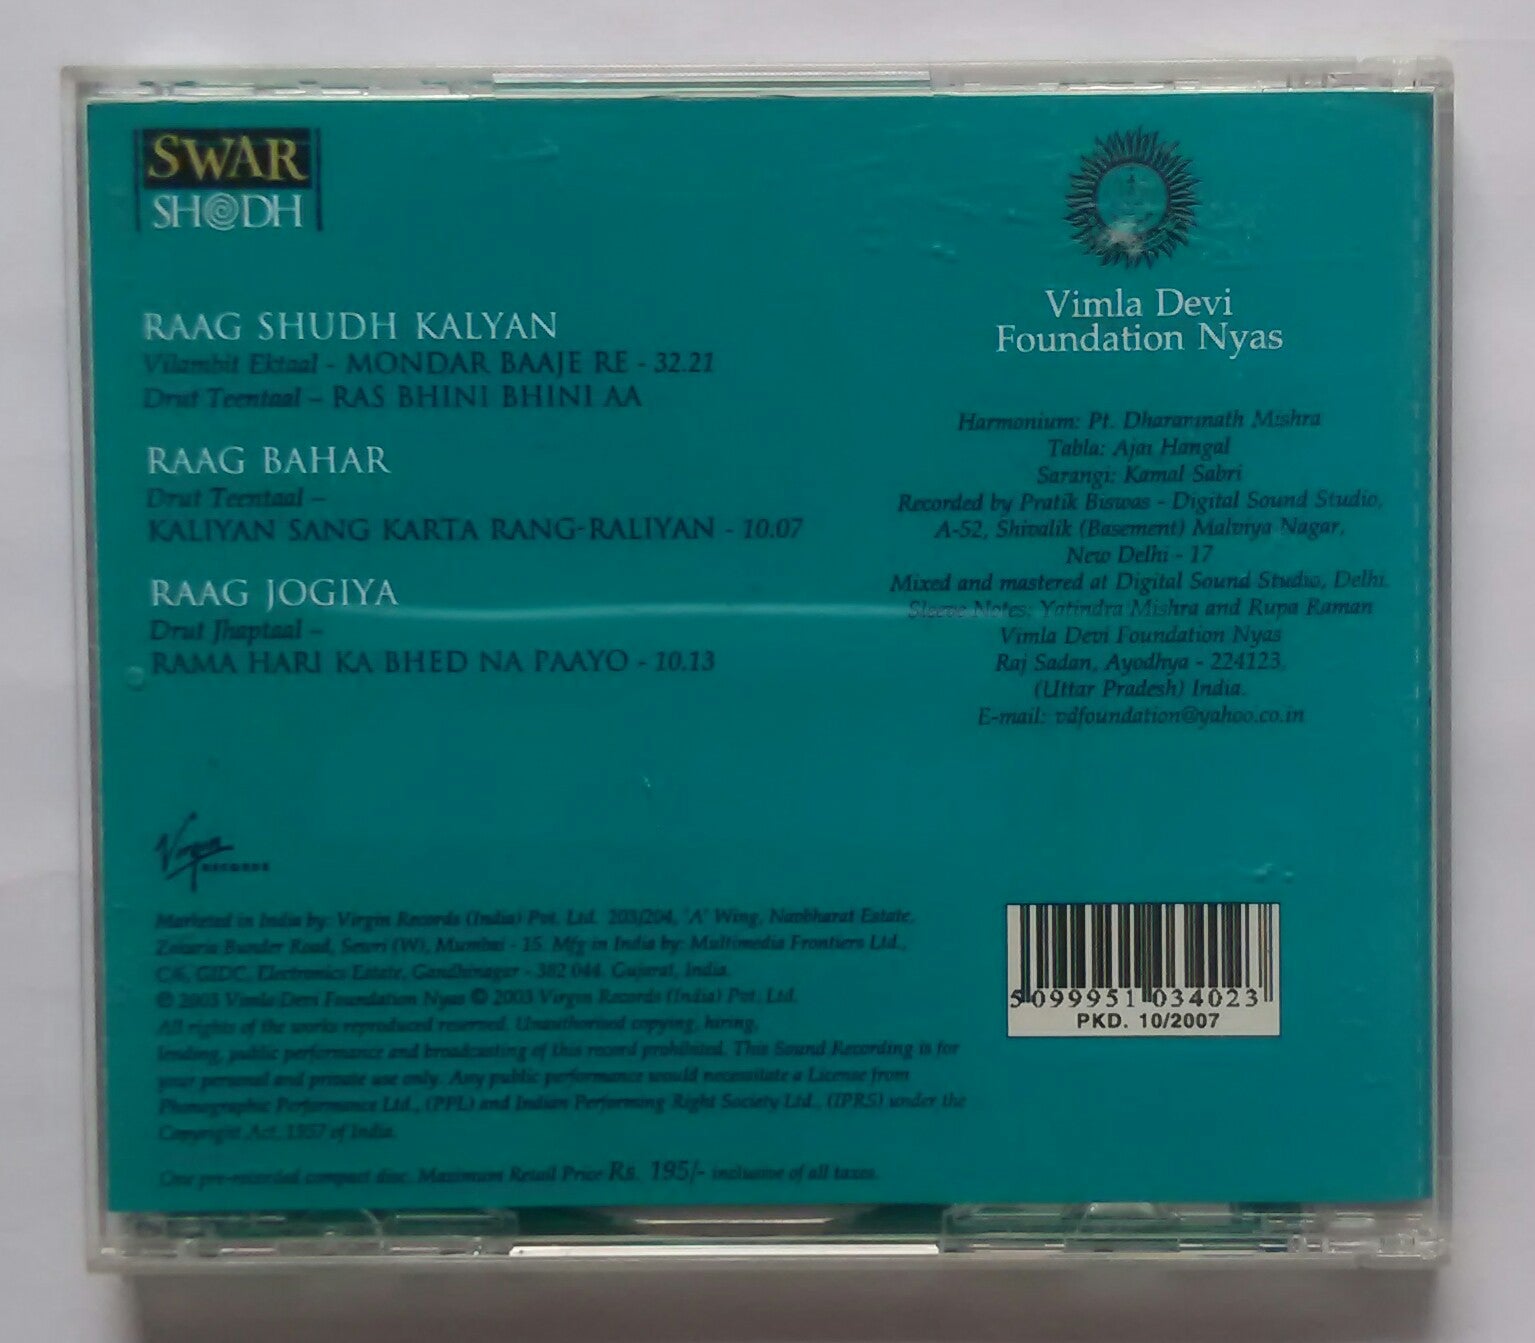 SWAR
SHODH
RAAG SHUDH KALYAN
Vilambit Ektaal - MONDAR BAAJE RE - 32.21
Drut Teentaal – RAS BHINI BHINI AA
RAAG BAHAR
Drut Teentaal –
KALIYAN SANG KARTA RANG-RALIYAN - 10.07
RAAG JOGIYA
Drut Jhaptaal –
RAMA HARI KA BHED NA PAAYO - 10.13
Vimla Devi
Foundation Nyas
Harmonium: Pt. Dharamnath Mishra
Tabla: Ajai Hangal
Sarangi: Kamal Sabri
Recorded by Pratik Biswas - Digital Sound Studio,
A-52, Shivalik (Basement) Malviya Nagar,
New Delhi - 17
Mixed and mastered at Digital Sound Studio, Delhi.
Sleeve Notes: Yatindra Mishra and Rupa Raman
Vimla Devi Foundation Nyas
Raj Sadan, Ayodhya - 224123,
(Uttar Pradesh) India.
E-mail: vdfoundation@yahoo.co.in
Virgin
RECORDS
Marketed in India by: Virgin Records (India) Pvt. Ltd. 203/204, 'A' Wing, Navbharat Estate,
Zakaria Bunder Road, Sewri (W), Mumbai - 15. Mfg in India by: Multimedia Frontiers Ltd.,
C/6, GIDC, Electronics Estate, Gandhinagar - 382 044. Gujarat, India.
℗ 2003 Vimla Devi Foundation Nyas © 2003 Virgin Records (India) Pvt. Ltd.
All rights of the works reproduced reserved. Unauthorised copying, hiring,
lending, public performance and broadcasting of this record prohibited. This Sound Recording is for
your personal and private use only. Any public performance would necessitate a License from
Phonographic Performance Ltd., (PPL) and Indian Performing Right Society Ltd., (IPRS) under the
Copyright Act, 1957 of India.
One pre-recorded compact disc. Maximum Retail Price Rs. 195/- inclusive of all taxes.
5 099951 034023
PKD. 10/2007